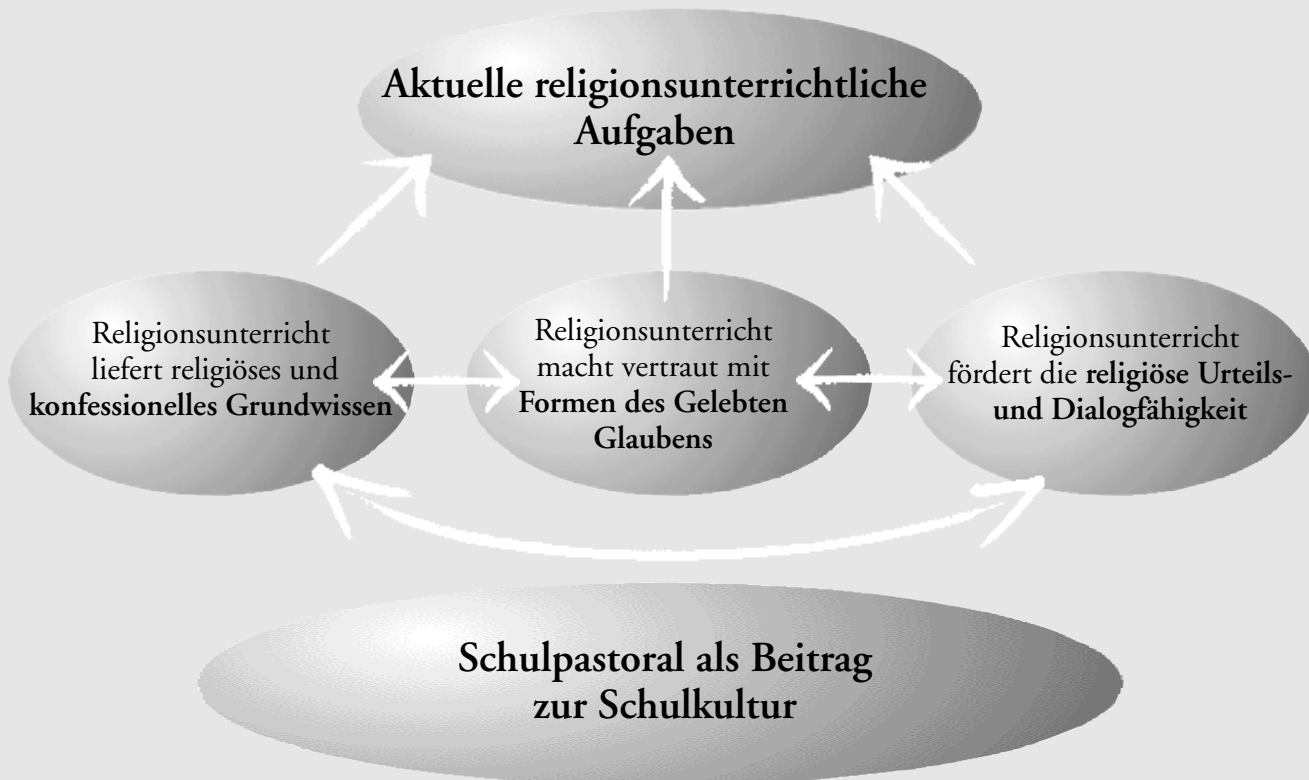 Aktuelle religionsunterrichtliche
Aufgaben
Religionsunterricht
liefert religiöses und
konfessionelles Grundwissen
Religionsunterricht
macht vertraut mit
Formen des Gelebten
Glaubens
Religionsunterricht
fördert die religiöse Urteils-
und Dialogfähigkeit
Schulpastoral als Beitrag
zur Schulkultur